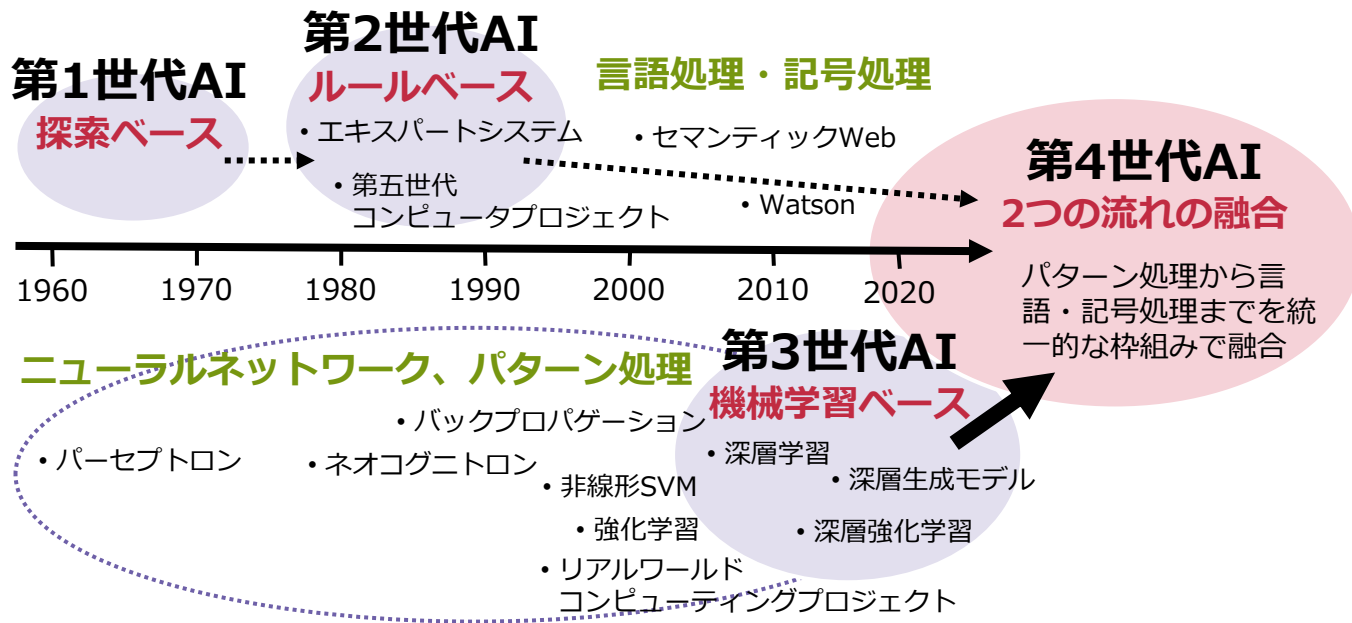 第1世代AI
探索ベース
第2世代AI
ルールベース
• エキスパートシステム
• 第五世代
コンピュータプロジェクト
言語処理・記号処理
• セマンティックWeb
• Watson
第4世代AI
2つの流れの融合
パターン処理から言
語・記号処理までを統
一的な枠組みで融合
1960 1970 1980 1990 2000 2010 2020
ニューラルネットワーク、パターン処理
• パーセプトロン
• ネオコグニトロン
• バックプロパゲーション
• 非線形SVM
• 強化学習
• リアルワールド
コンピューティングプロジェクト
第3世代AI
機械学習ベース
• 深層学習
• 深層生成モデル
• 深層強化学習